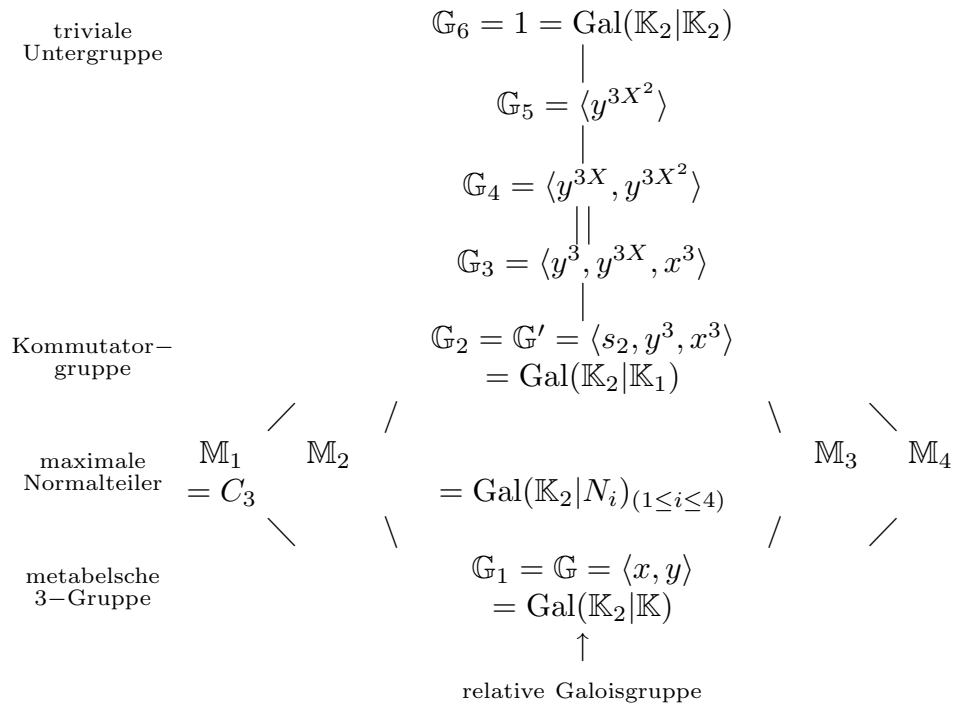 triviale
Untergruppe
𝔾₆ = 1 = Gal(𝕂₂|𝕂₂)
𝔾₅ = ⟨y^{3X²}⟩
𝔾₄ = ⟨y^{3X}, y^{3X²}⟩
𝔾₃ = ⟨y³, y^{3X}, x³⟩
Kommutator−
gruppe
𝔾₂ = 𝔾′ = ⟨s₂, y³, x³⟩
= Gal(𝕂₂|𝕂₁)
maximale
Normalteiler
𝕄₁ 𝕄₂ 𝕄₃ 𝕄₄
= C₃ = Gal(𝕂₂|N_i)_{(1≤i≤4)}
metabelsche
3−Gruppe
𝔾₁ = 𝔾 = ⟨x, y⟩
= Gal(𝕂₂|𝕂)
↑
relative Galoisgruppe